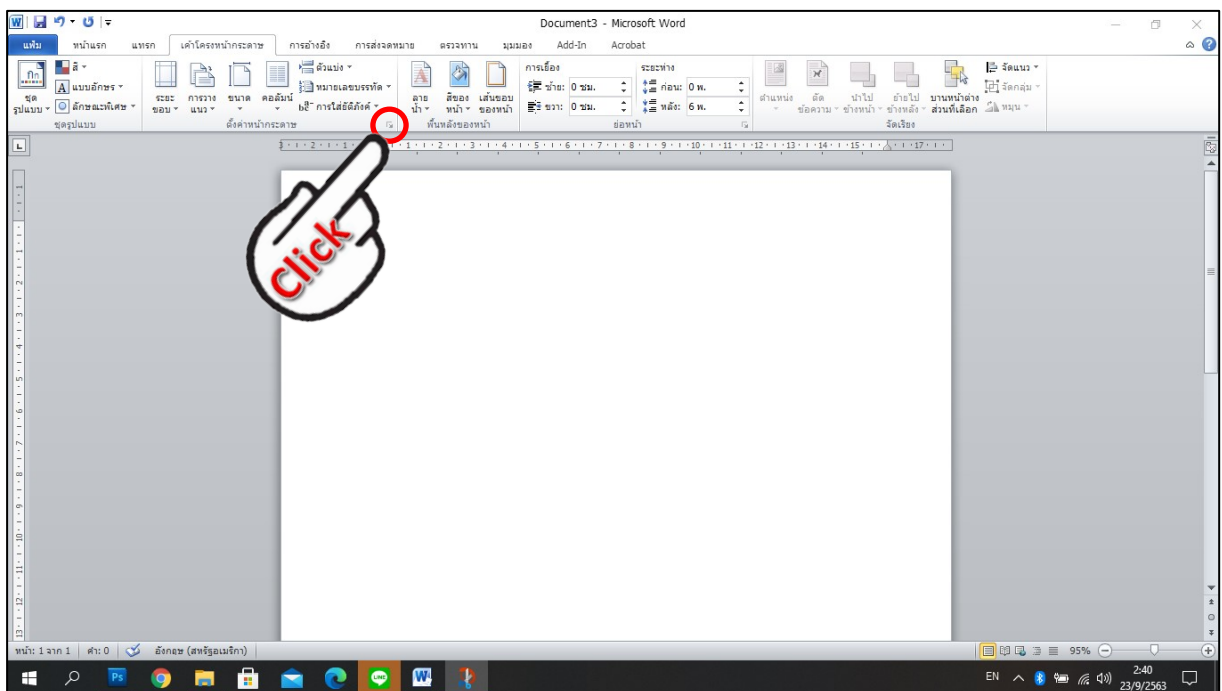 Document3 - Microsoft Word
แฟ้ม หน้าแรก แทรก เค้าโครงหน้ากระดาษ การอ้างอิง การส่งจดหมาย ตรวจทาน มุมมอง Add-In Acrobat
สี
แบบอักษร
ลักษณะพิเศษ
ชุดรูปแบบ
ระยะขอบ
การวางแนว
ขนาด
คอลัมน์
ตัวแบ่ง
หมายเลขบรรทัด
การใส่ยัติภังค์
ลายน้ำ
สีของหน้า
เส้นขอบของหน้า
การเยื้อง
ซ้าย: 0 ซม.
ขวา: 0 ซม.
ระยะห่าง
ก่อน: 0 พ.
หลัง: 6 พ.
ตำแหน่ง
ตัดข้อความ
นำไปข้างหน้า
ย้ายไปข้างหลัง
บานหน้าต่างส่วนที่เลือก
จัดแนว
จัดกลุ่ม
หมุน
ชุดรูปแบบ ตั้งค่าหน้ากระดาษ พื้นหลังของหน้า ย่อหน้า จัดเรียง
Click
หน้า: 1 จาก 1 คำ: 0 อังกฤษ (สหรัฐอเมริกา) 95%
Ps LINE W EN 2:40
23/9/2563